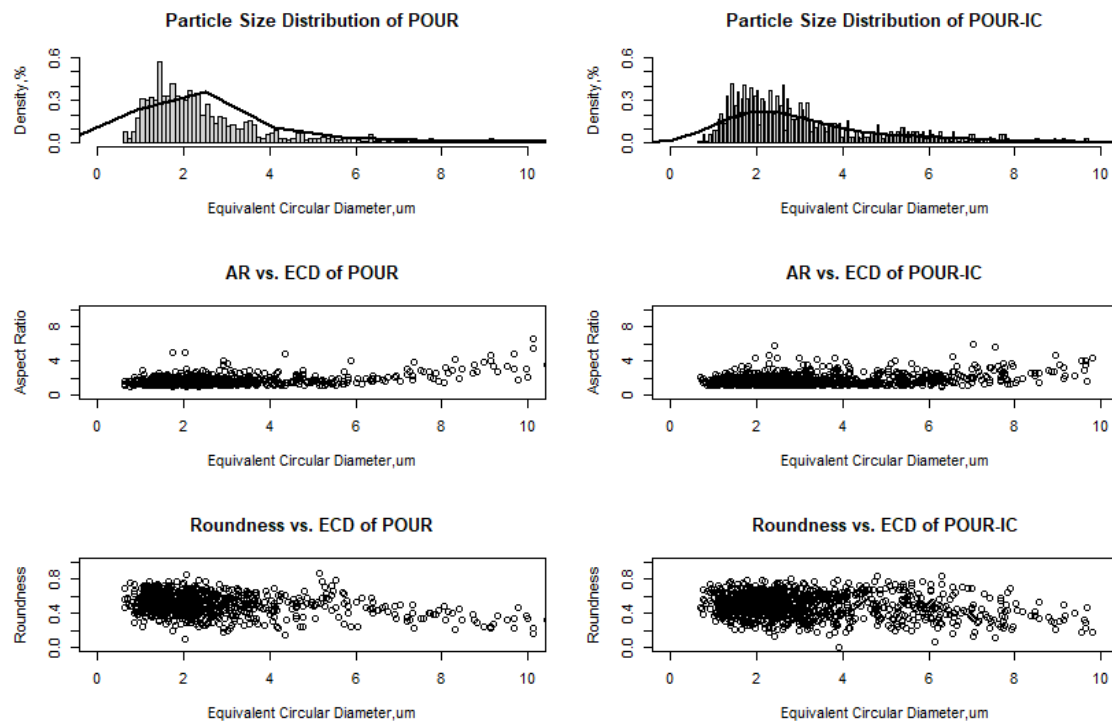 Particle Size Distribution of POUR
Density,%
0.0 0.3 0.6
0 2 4 6 8 10
Equivalent Circular Diameter,um
Particle Size Distribution of POUR-IC
Density,%
0.0 0.3 0.6
0 2 4 6 8 10
Equivalent Circular Diameter,um
AR vs. ECD of POUR
Aspect Ratio
0 4 8
0 2 4 6 8 10
Equivalent Circular Diameter,um
AR vs. ECD of POUR-IC
Aspect Ratio
0 4 8
0 2 4 6 8 10
Equivalent Circular Diameter,um
Roundness vs. ECD of POUR
Roundness
0.0 0.4 0.8
0 2 4 6 8 10
Equivalent Circular Diameter,um
Roundness vs. ECD of POUR-IC
Roundness
0.0 0.4 0.8
0 2 4 6 8 10
Equivalent Circular Diameter,um